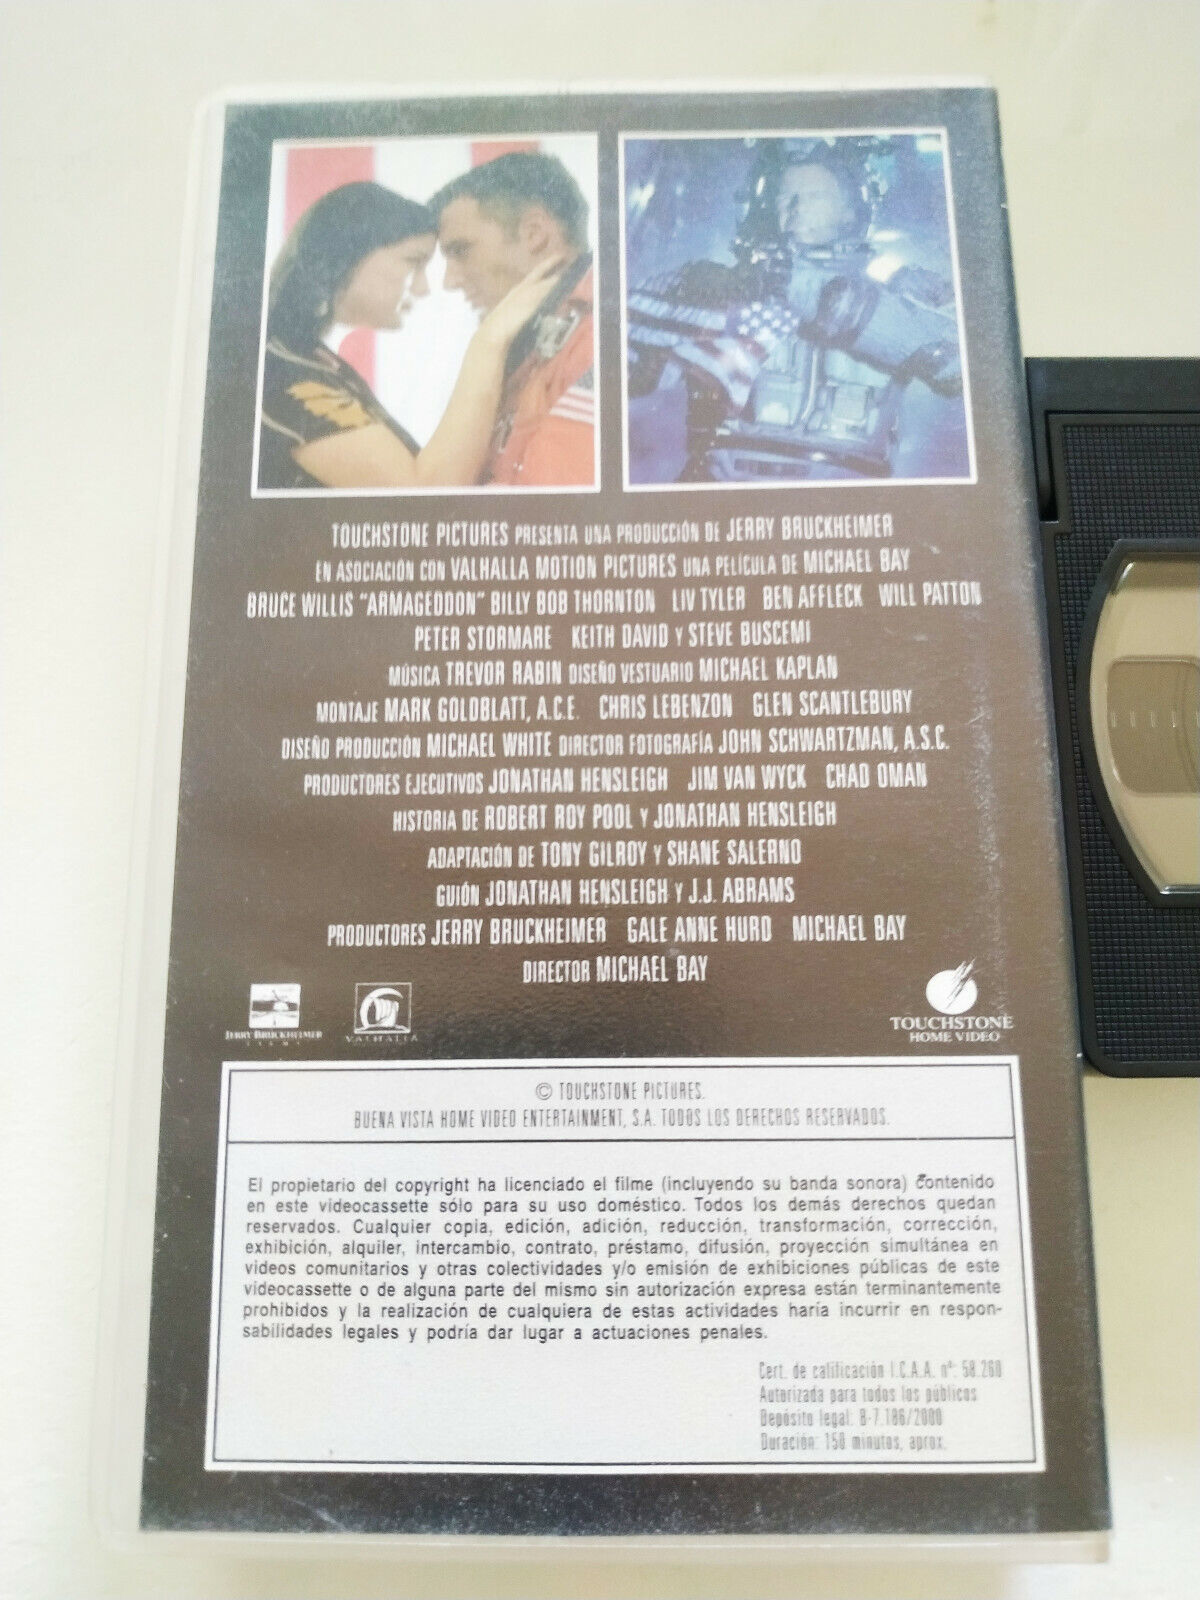 TOUCHSTONE PICTURES PRESENTA UNA PRODUCCIÓN DE JERRY BRUCKHEIMER
EN ASOCIACIÓN CON VALHALLA MOTION PICTURES UNA PELÍCULA DE MICHAEL BAY
BRUCE WILLIS "ARMAGEDDON" BILLY BOB THORNTON LIV TYLER BEN AFFLECK WILL PATTON
PETER STORMARE KEITH DAVID Y STEVE BUSCEMI
MÚSICA TREVOR RABIN DISEÑO VESTUARIO MICHAEL KAPLAN
MONTAJE MARK GOLDBLATT, A.C.E. CHRIS LEBENZON GLEN SCANTLEBURY
DISEÑO PRODUCCIÓN MICHAEL WHITE DIRECTOR FOTOGRAFÍA JOHN SCHWARTZMAN, A.S.C.
PRODUCTORES EJECUTIVOS JONATHAN HENSLEIGH JIM VAN WYCK CHAD OMAN
HISTORIA DE ROBERT ROY POOL Y JONATHAN HENSLEIGH
ADAPTACIÓN DE TONY GILROY Y SHANE SALERNO
GUIÓN JONATHAN HENSLEIGH Y J.J. ABRAMS
PRODUCTORES JERRY BRUCKHEIMER GALE ANNE HURD MICHAEL BAY
DIRECTOR MICHAEL BAY
JERRY BRUCKHEIMER
FILMS
VALHALLA
TOUCHSTONE
HOME VIDEO
© TOUCHSTONE PICTURES.
BUENA VISTA HOME VIDEO ENTERTAINMENT, S.A. TODOS LOS DERECHOS RESERVADOS.
El propietario del copyright ha licenciado el filme (incluyendo su banda sonora) contenido
en este videocassette sólo para su uso doméstico. Todos los demás derechos quedan
reservados. Cualquier copia, edición, adición, reducción, transformación, corrección,
exhibición, alquiler, intercambio, contrato, préstamo, difusión, proyección simultánea en
videos comunitarios y otras colectividades y/o emisión de exhibiciones públicas de este
videocassette o de alguna parte del mismo sin autorización expresa están terminantemente
prohibidos y la realización de cualquiera de estas actividades haría incurrir en respon-
sabilidades legales y podría dar lugar a actuaciones penales.
Cert. de calificación I.C.A.A. nº: 58.260
Autorizada para todos los públicos
Depósito legal: B-7.186/2000
Duración: 150 minutos, aprox.